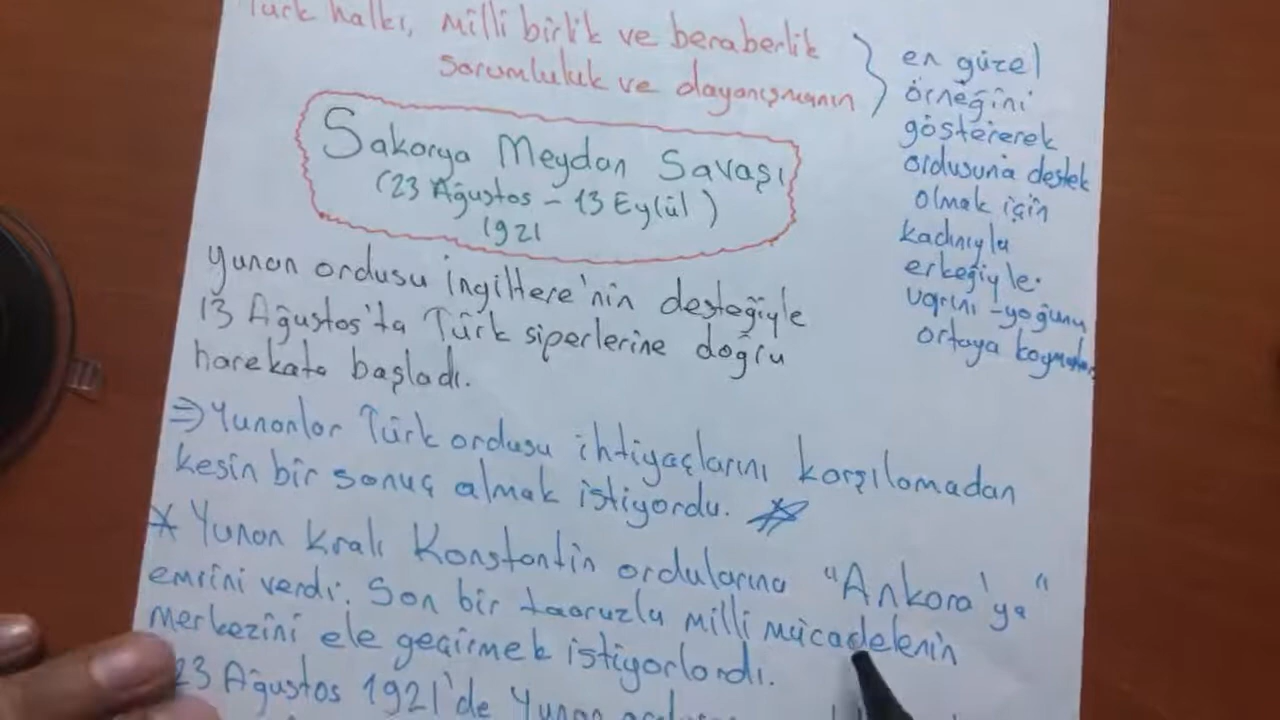 Türk halkı, milli birlik ve beraberlik
sorumluluk ve dayanışmanın
en güzel
örneğini
göstererek
ordusuna destek
olmak için
kadınıyla
erkeğiyle
varını-yoğunu
ortaya koymaları
Sakarya Meydan Savaşı
(23 Ağustos - 13 Eylül)
1921
Yunan ordusu İngiltere'nin desteğiyle
13 Ağustos'ta Türk siperlerine doğru
harekata başladı.
⇒ Yunanlar Türk ordusu ihtiyaçlarını karşılamadan
kesin bir sonuç almak istiyordu.
* Yunan Kralı Konstantin ordularına "Ankara'ya"
emrini verdi. Son bir taaruzla milli mücadelenin
merkezini ele geçirmek istiyorlardı.
23 Ağustos 1921'de Yunan